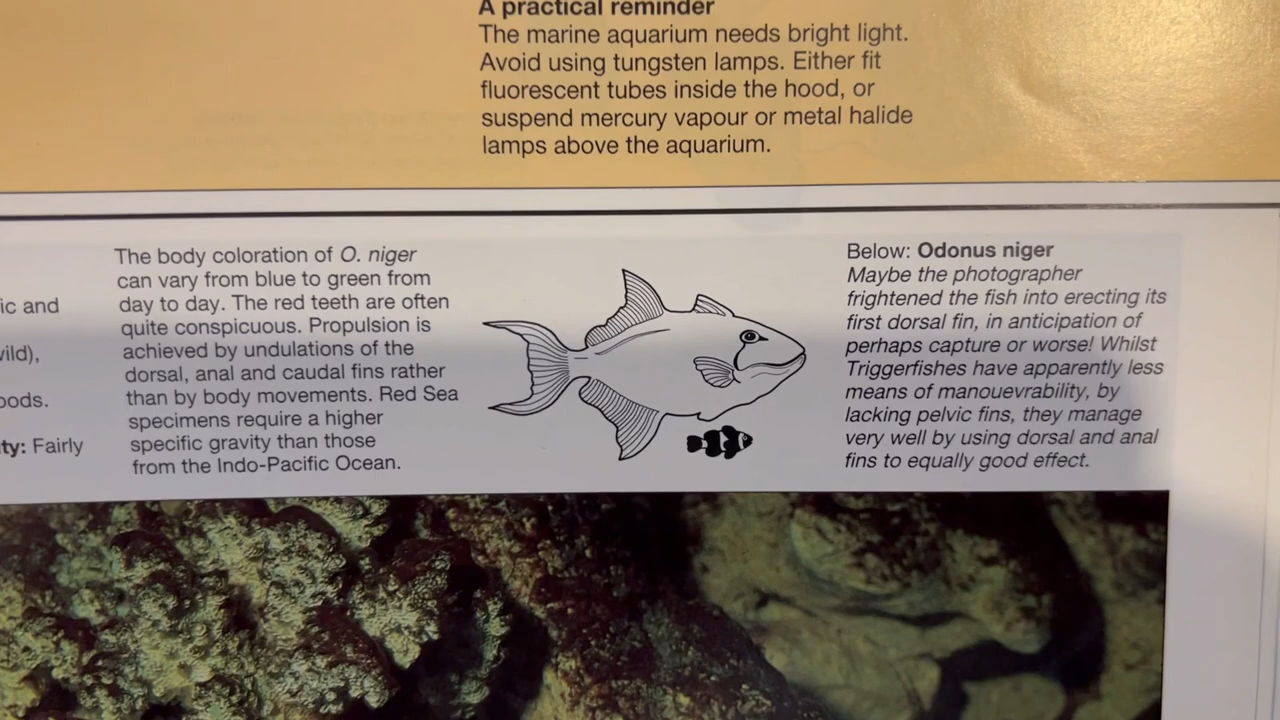 A practical reminder
The marine aquarium needs bright light.
Avoid using tungsten lamps. Either fit
fluorescent tubes inside the hood, or
suspend mercury vapour or metal halide
lamps above the aquarium.
ic and
vild),
oods.
ty: Fairly
The body coloration of O. niger
can vary from blue to green from
day to day. The red teeth are often
quite conspicuous. Propulsion is
achieved by undulations of the
dorsal, anal and caudal fins rather
than by body movements. Red Sea
specimens require a higher
specific gravity than those
from the Indo-Pacific Ocean.
Below: Odonus niger
Maybe the photographer
frightened the fish into erecting its
first dorsal fin, in anticipation of
perhaps capture or worse! Whilst
Triggerfishes have apparently less
means of manouevrability, by
lacking pelvic fins, they manage
very well by using dorsal and anal
fins to equally good effect.